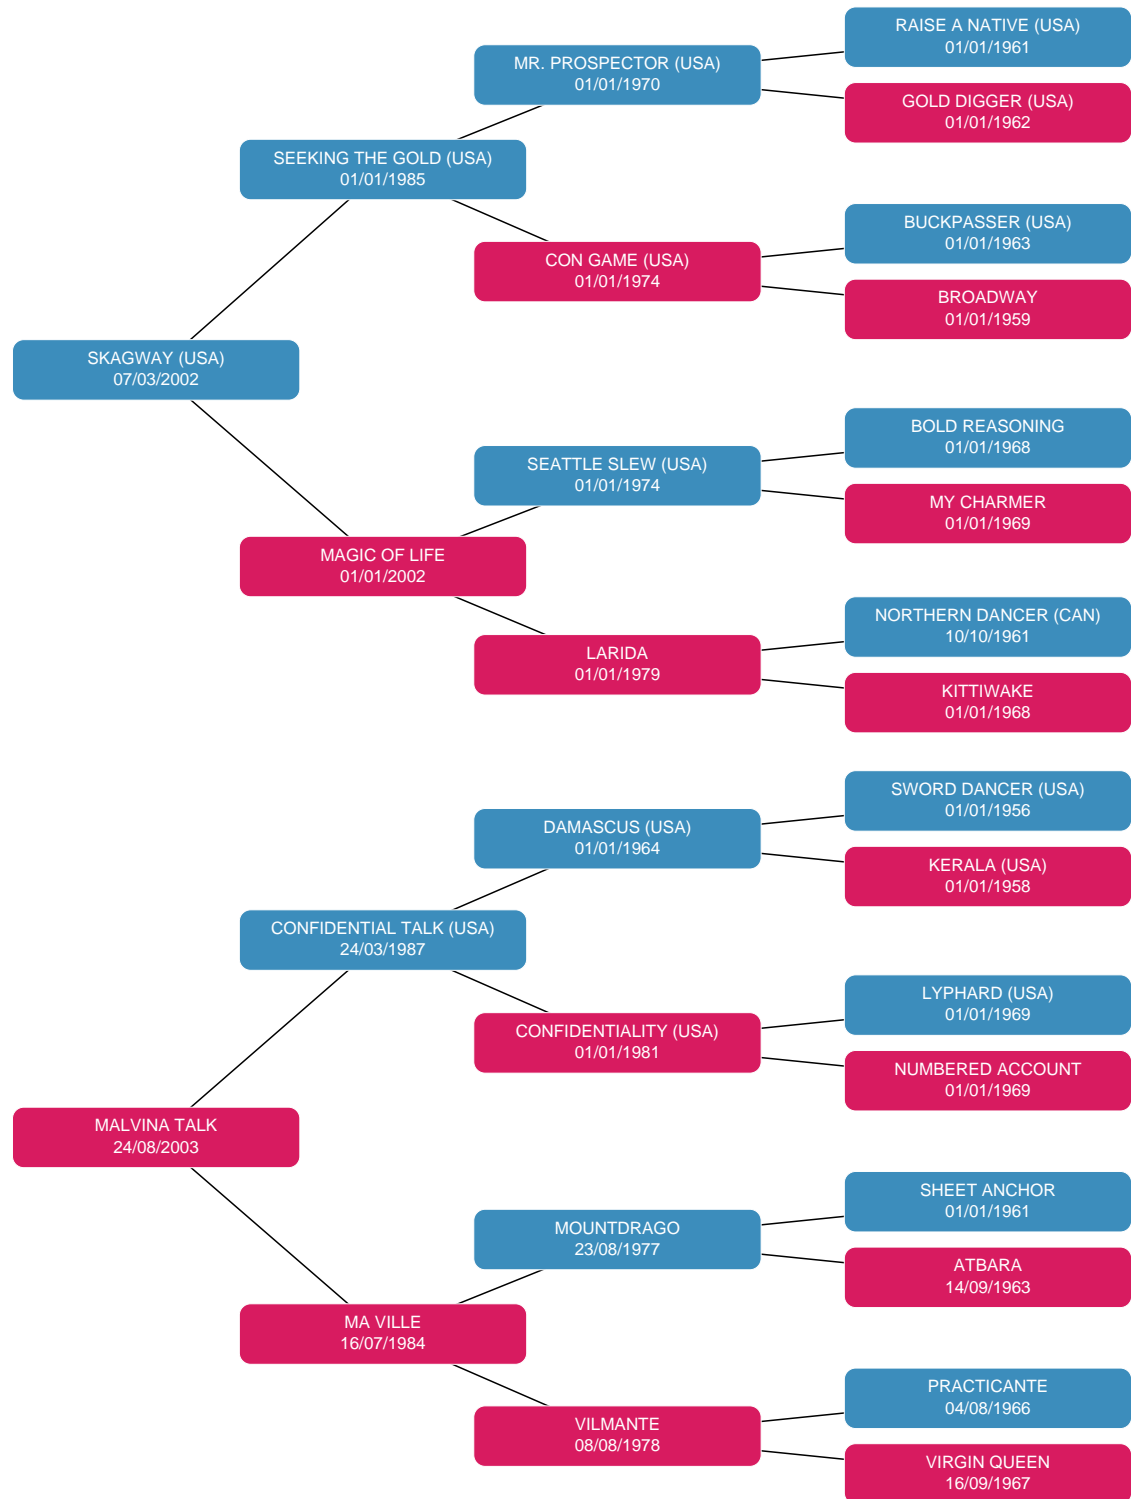 RAISE A NATIVE (USA)
01/01/1961
MR. PROSPECTOR (USA)
01/01/1970
GOLD DIGGER (USA)
01/01/1962
SEEKING THE GOLD (USA)
01/01/1985
BUCKPASSER (USA)
01/01/1963
CON GAME (USA)
01/01/1974
BROADWAY
01/01/1959
SKAGWAY (USA)
07/03/2002
BOLD REASONING
01/01/1968
SEATTLE SLEW (USA)
01/01/1974
MY CHARMER
01/01/1969
MAGIC OF LIFE
01/01/2002
NORTHERN DANCER (CAN)
10/10/1961
LARIDA
01/01/1979
KITTIWAKE
01/01/1968
SWORD DANCER (USA)
01/01/1956
DAMASCUS (USA)
01/01/1964
KERALA (USA)
01/01/1958
CONFIDENTIAL TALK (USA)
24/03/1987
LYPHARD (USA)
01/01/1969
CONFIDENTIALITY (USA)
01/01/1981
NUMBERED ACCOUNT
01/01/1969
MALVINA TALK
24/08/2003
SHEET ANCHOR
01/01/1961
MOUNTDRAGO
23/08/1977
ATBARA
14/09/1963
MA VILLE
16/07/1984
PRACTICANTE
04/08/1966
VILMANTE
08/08/1978
VIRGIN QUEEN
16/09/1967